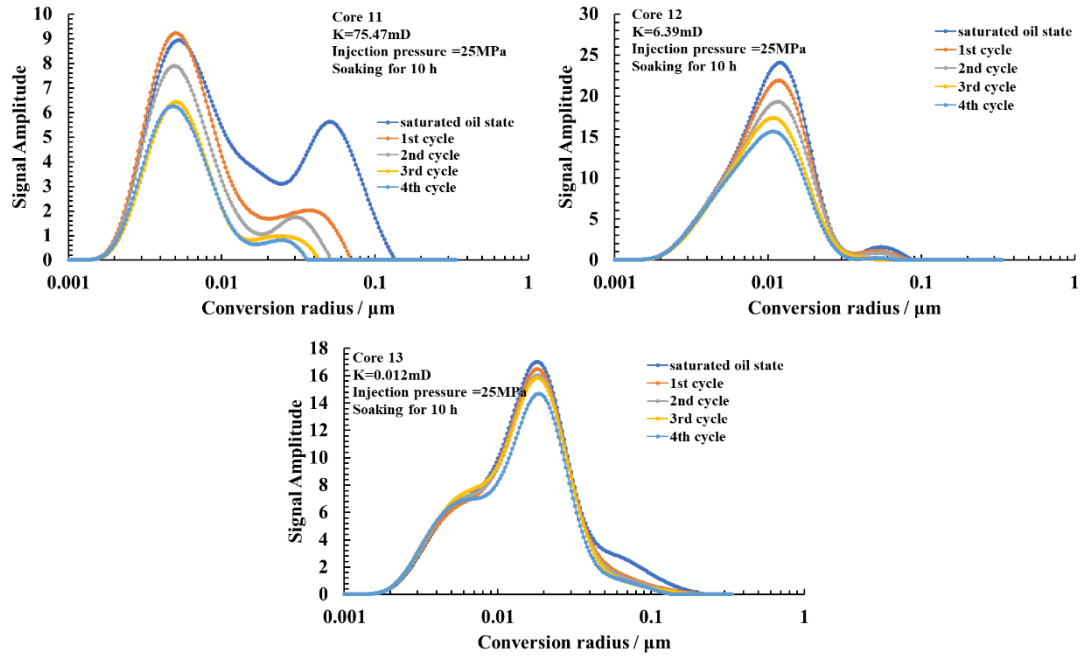 Core 11
K=75.47mD
Injection pressure =25MPa
Soaking for 10 h
saturated oil state
1st cycle
2nd cycle
3rd cycle
4th cycle
Signal Amplitude
10
9
8
7
6
5
4
3
2
1
0
0.001 0.01 0.1 1
Conversion radius / μm
Core 12
K=6.39mD
Injection pressure =25MPa
Soaking for 10 h
saturated oil state
1st cycle
2nd cycle
3rd cycle
4th cycle
Signal Amplitude
30
25
20
15
10
5
0
0.001 0.01 0.1 1
Conversion radius / μm
Core 13
K=0.012mD
Injection pressure =25MPa
Soaking for 10 h
saturated oil state
1st cycle
2nd cycle
3rd cycle
4th cycle
Signal Amplitude
18
16
14
12
10
8
6
4
2
0
0.001 0.01 0.1 1
Conversion radius / μm